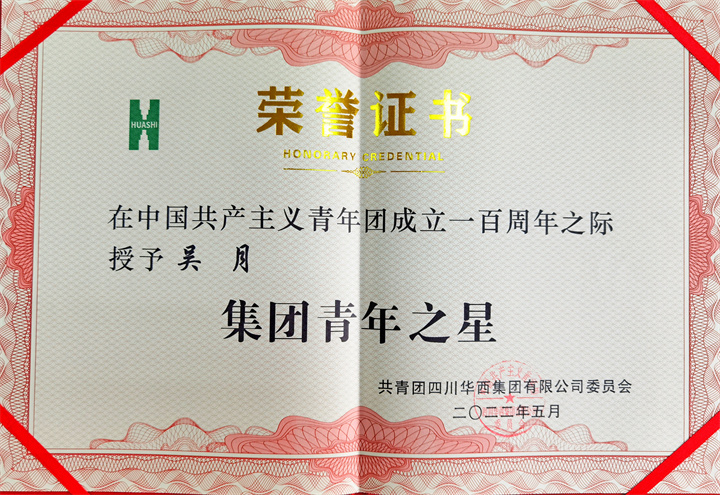 荣誉证书
HUASHI
HONORARY CREDENTIAL
在中国共产主义青年团成立一百周年之际
授予 吴 月
集团青年之星
共青团四川华西集团有限公司委员会
二〇二二年五月